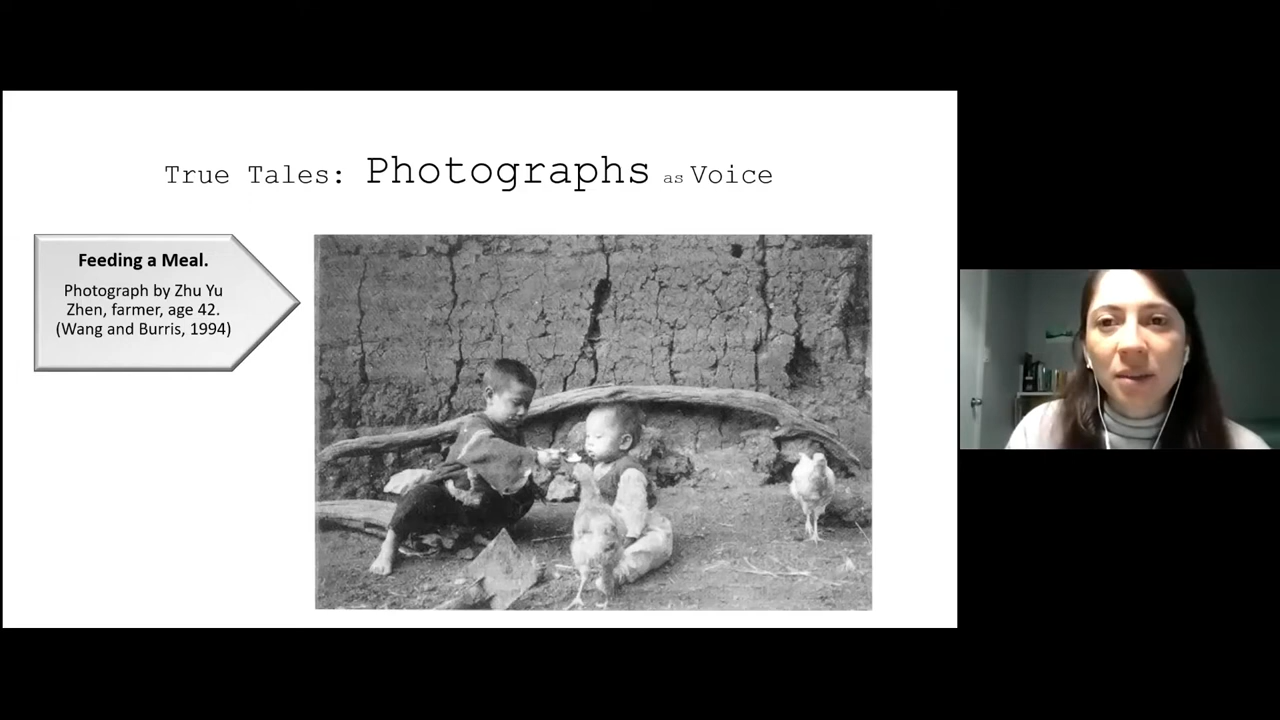 True Tales: Photographs as Voice
Feeding a Meal.
Photograph by Zhu Yu
Zhen, farmer, age 42.
(Wang and Burris, 1994)